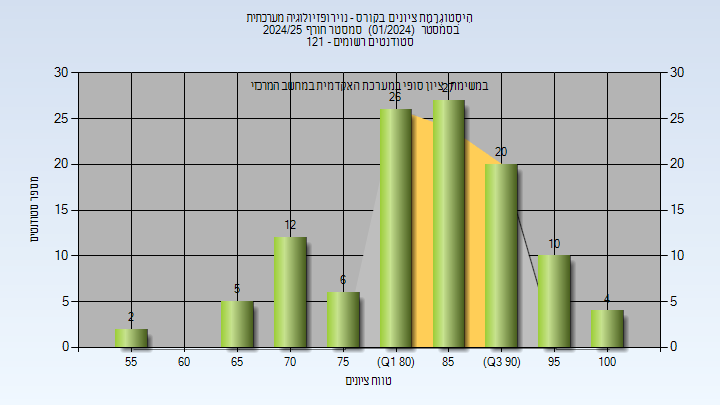 היסטוגרמת ציונים בקורס - נוירופזיולוגיה מערכתית
בסמסטר (01/2024) סמסטר חורף 2024/25
סטודנטים רשומים - 121
במשימת- ציון סופי במערכת האקדמית במחשב המרכזי
30 30
25 25
20 20
15 15
10 10
5 5
0 0
מספר סטודנטים
2 5 12 6 26 27 20 10 4
55 60 65 70 75 (Q1 80) 85 (Q3 90) 95 100
טווח ציונים